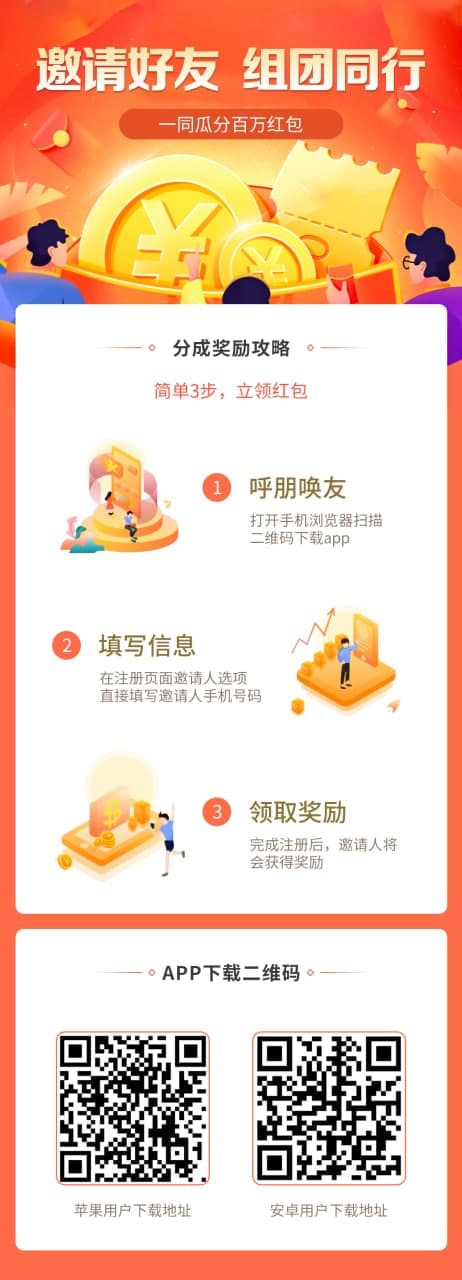 邀请好友 组团同行
一同瓜分百万红包
¥
¥
分成奖励攻略
简单3步，立领红包
1
呼朋唤友
打开手机浏览器扫描
二维码下载app
2
填写信息
在注册页面邀请人选项
直接填写邀请人手机号码
3
领取奖励
完成注册后，邀请人将
会获得奖励
APP下载二维码
苹果用户下载地址
安卓用户下载地址